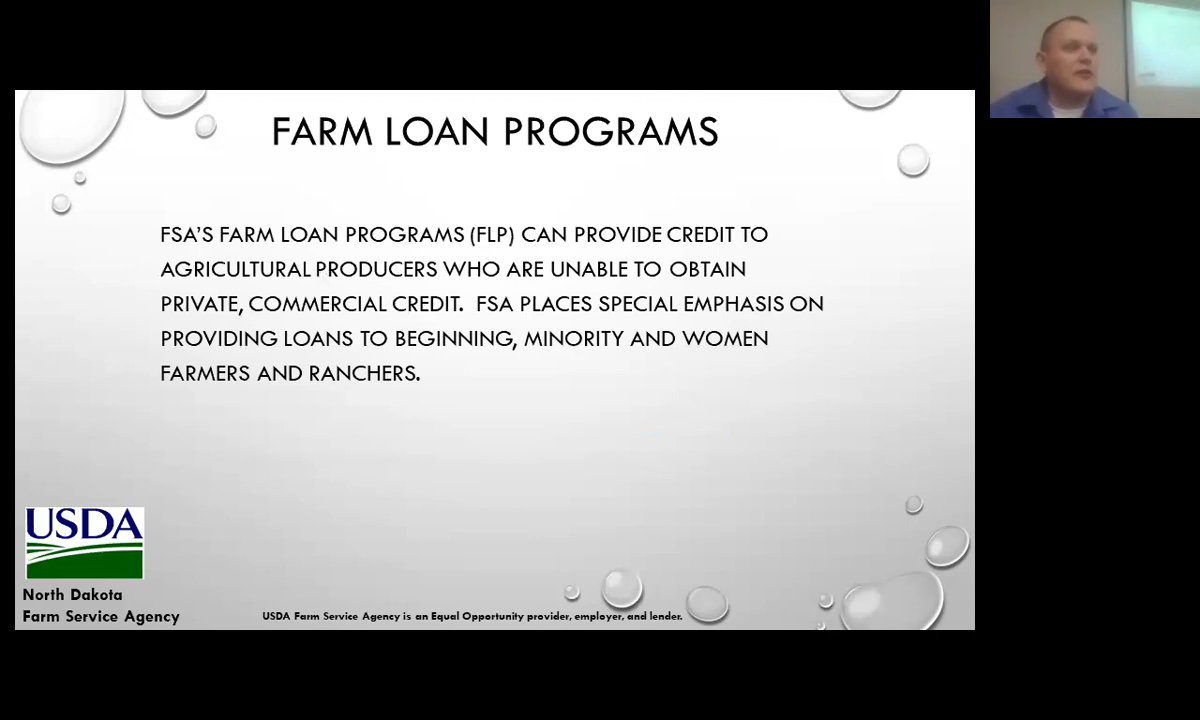 FARM LOAN PROGRAMS
FSA'S FARM LOAN PROGRAMS (FLP) CAN PROVIDE CREDIT TO
AGRICULTURAL PRODUCERS WHO ARE UNABLE TO OBTAIN
PRIVATE, COMMERCIAL CREDIT.  FSA PLACES SPECIAL EMPHASIS ON
PROVIDING LOANS TO BEGINNING, MINORITY AND WOMEN
FARMERS AND RANCHERS.
USDA
North Dakota
Farm Service Agency
USDA Farm Service Agency is an Equal Opportunity provider, employer, and lender.